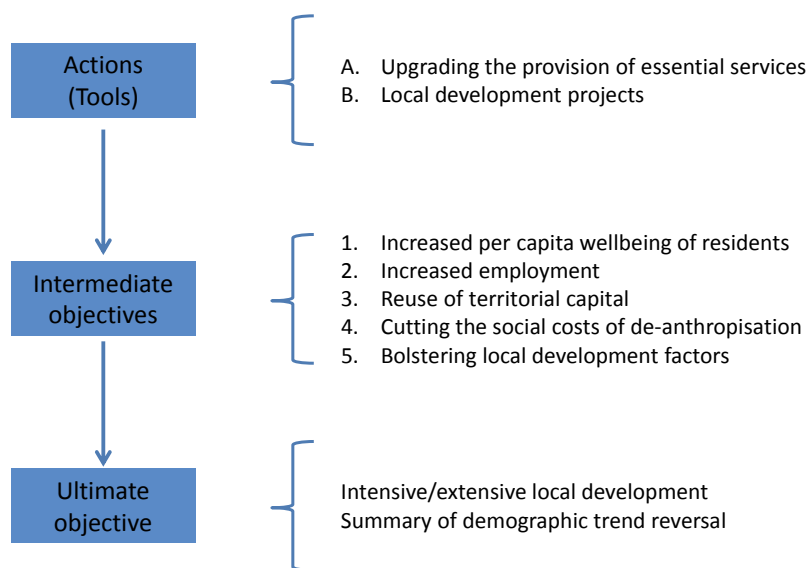 Actions
(Tools)
A. Upgrading the provision of essential services
B. Local development projects
Intermediate
objectives
1. Increased per capita wellbeing of residents
2. Increased employment
3. Reuse of territorial capital
4. Cutting the social costs of de-anthropisation
5. Bolstering local development factors
Ultimate
objective
Intensive/extensive local development
Summary of demographic trend reversal